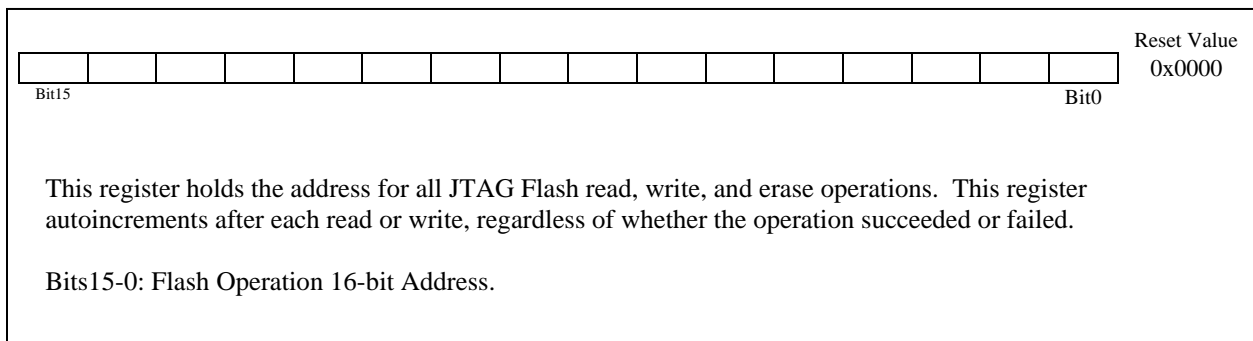 Reset Value
0x0000
Bit15
Bit0
This register holds the address for all JTAG Flash read, write, and erase operations.  This register
autoincrements after each read or write, regardless of whether the operation succeeded or failed.
Bits15-0: Flash Operation 16-bit Address.